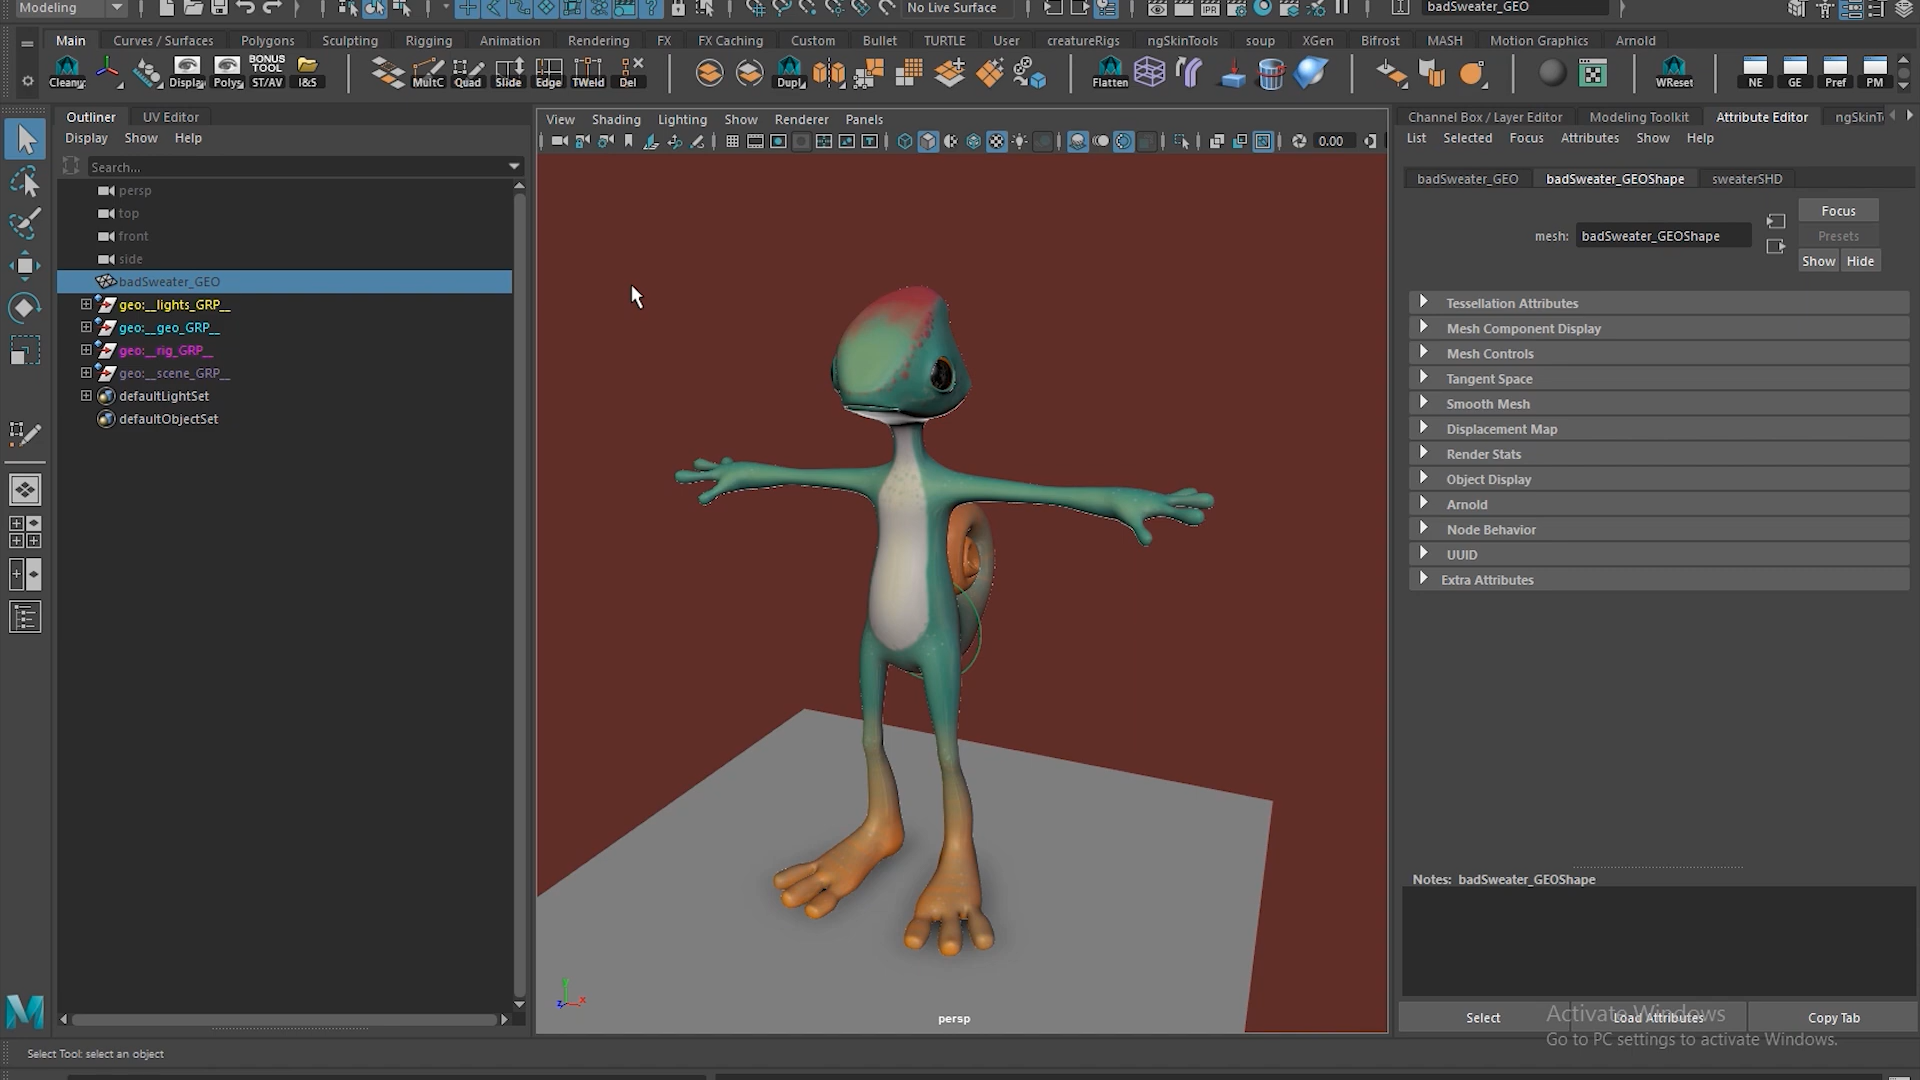 Modeling
No Live Surface
badSweater_GEO
Main Curves / Surfaces Polygons Sculpting Rigging Animation Rendering FX FX Caching Custom Bullet TURTLE User creatureRigs ngSkinTools soup XGen Bifrost MASH Motion Graphics Arnold
BONUS
TOOL
Cleanu Display Polys ST/AV I&S MultC Quad Slide Edge TWeld Del Dupl Flatten WReset NE GE Pref PM
Outliner UV Editor
Display Show Help
Search...
persp
top
front
side
badSweater_GEO
geo:__lights_GRP__
geo:__geo_GRP__
geo:__rig_GRP__
geo:__scene_GRP__
defaultLightSet
defaultObjectSet
View Shading Lighting Show Renderer Panels
0.00
IPR
persp
y
z x
Channel Box / Layer Editor Modeling Toolkit Attribute Editor ngSkinT
List Selected Focus Attributes Show Help
badSweater_GEO badSweater_GEOShape sweaterSHD
Focus
mesh: badSweater_GEOShape
Presets
Show Hide
Tessellation Attributes
Mesh Component Display
Mesh Controls
Tangent Space
Smooth Mesh
Displacement Map
Render Stats
Object Display
Arnold
Node Behavior
UUID
Extra Attributes
Notes: badSweater_GEOShape
Select Load Attributes Copy Tab
Activate Windows
Go to PC settings to activate Windows.
Select Tool: select an object